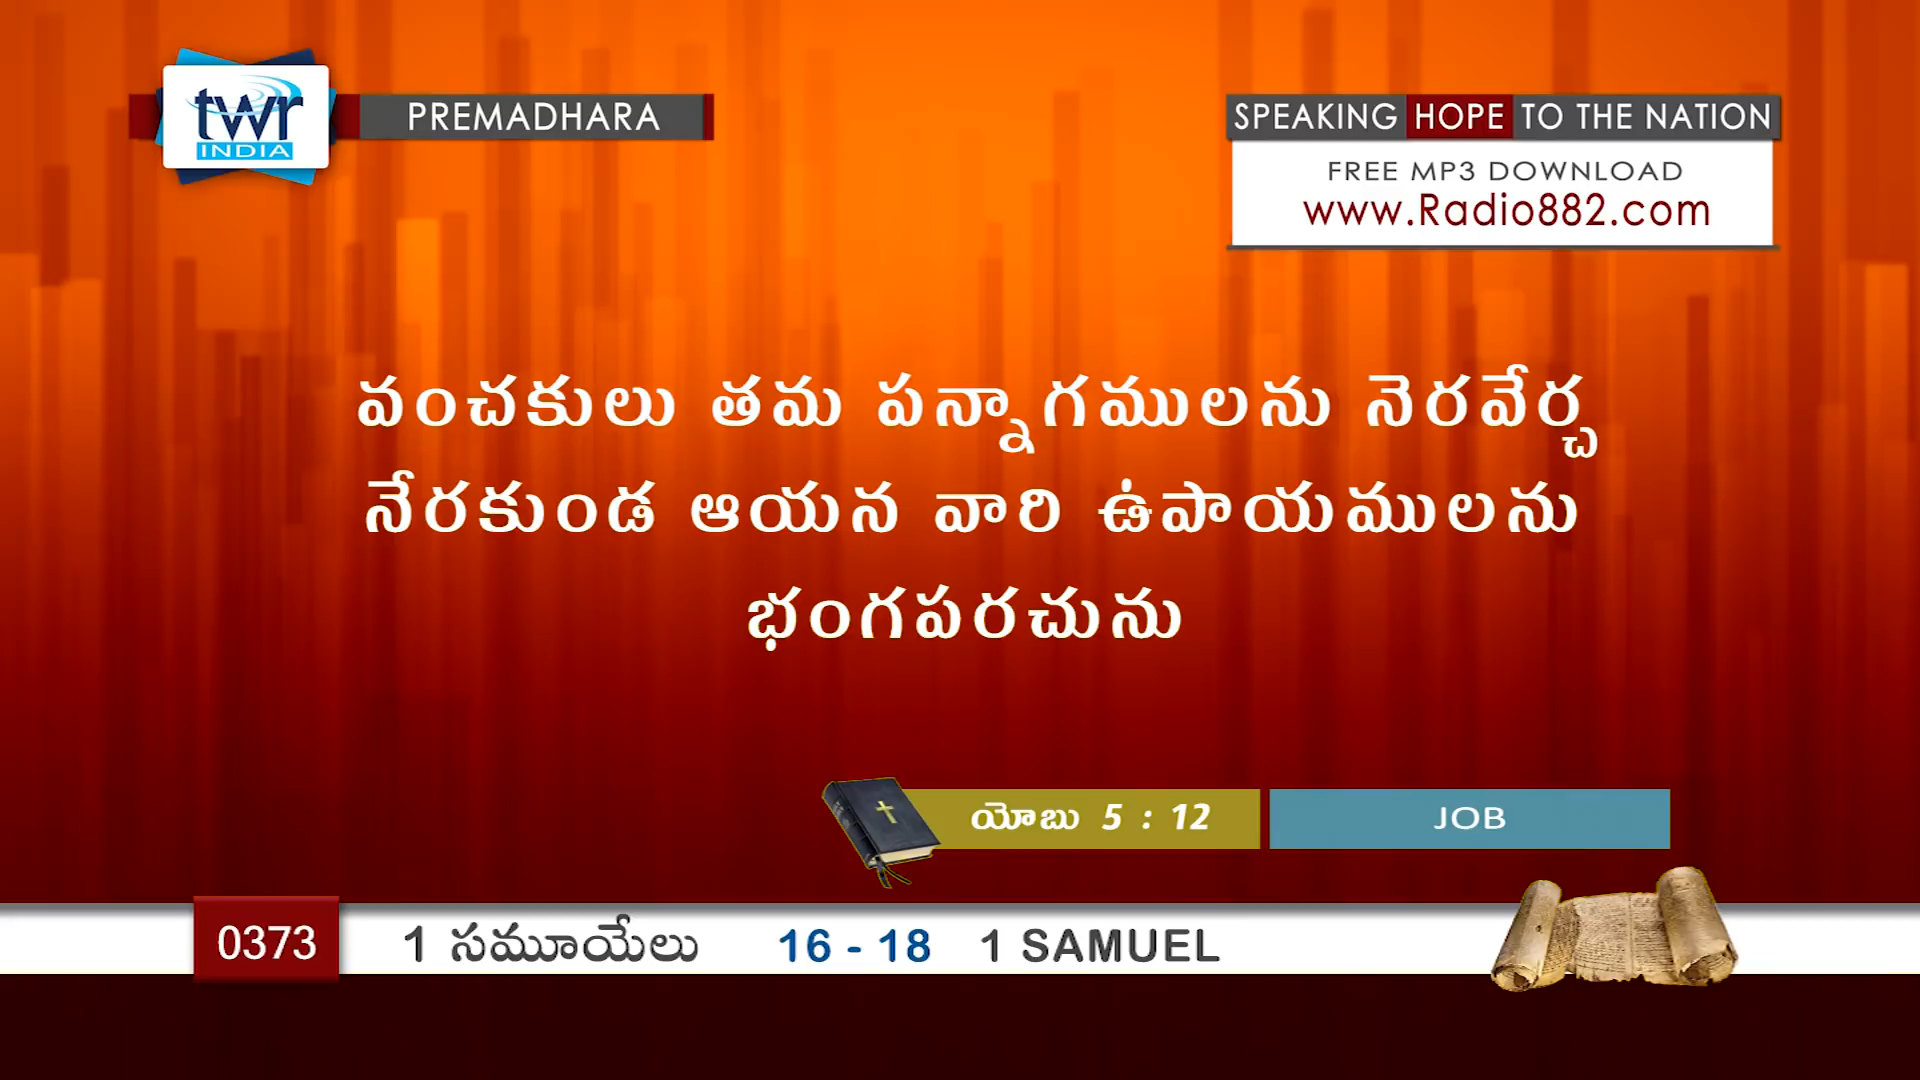 twr
INDIA
PREMADHARA
SPEAKING HOPE TO THE NATION
FREE MP3 DOWNLOAD
www.Radio882.com
వంచకులు తమ పన్నాగములను నెరవేర్చ
నేరకుండ ఆయన వారి ఉపాయములను
భంగపరచును
యోబు 5 : 12
JOB
0373
1 సమూయేలు 16 - 18 1 SAMUEL